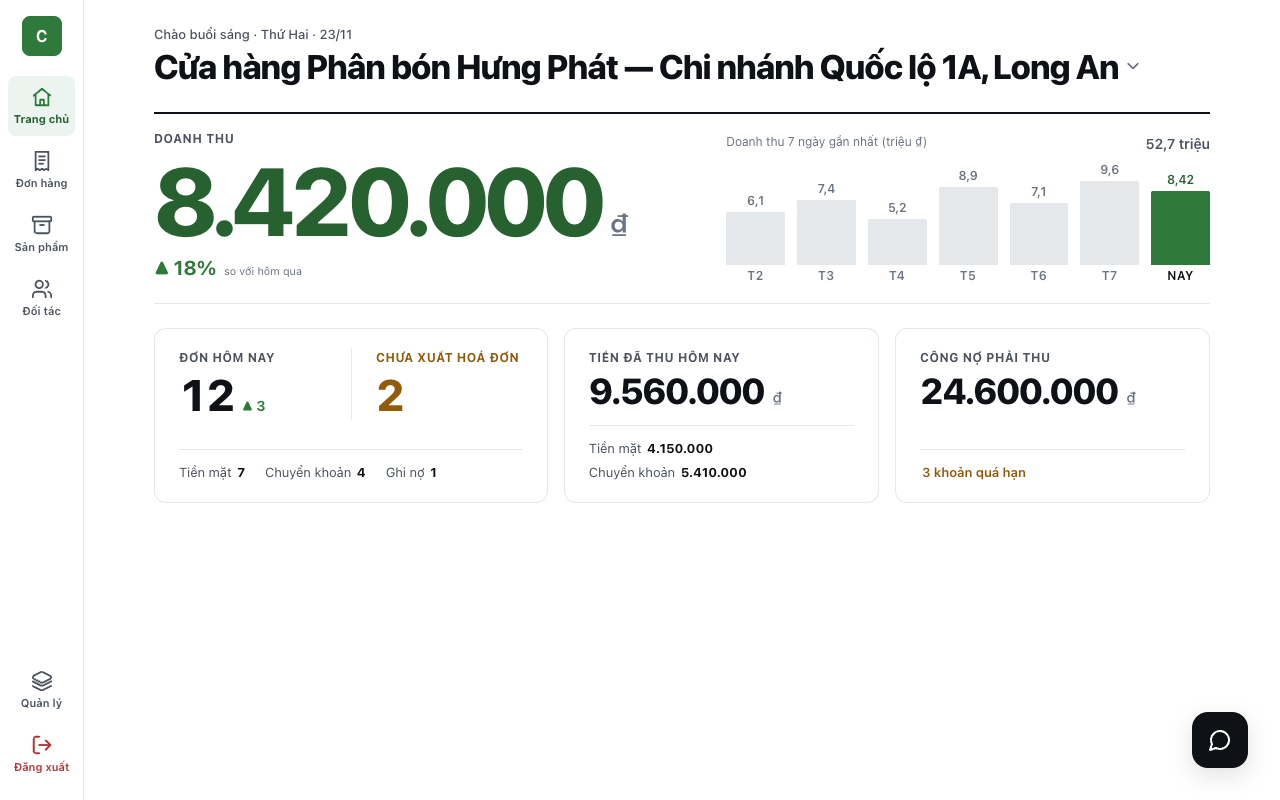 C
Trang chủ
Đơn hàng
Sản phẩm
Đối tác
Quản lý
Đăng xuất
Chào buổi sáng · Thứ Hai · 23/11
Cửa hàng Phân bón Hưng Phát — Chi nhánh Quốc lộ 1A, Long An
DOANH THU
8.420.000 ₫
▲ 18% so với hôm qua
Doanh thu 7 ngày gần nhất (triệu ₫) 52,7 triệu
6,1 7,4 5,2 8,9 7,1 9,6 8,42
T2 T3 T4 T5 T6 T7 NAY
ĐƠN HÔM NAY
12 ▲ 3
CHƯA XUẤT HOÁ ĐƠN
2
Tiền mặt 7 Chuyển khoản 4 Ghi nợ 1
TIỀN ĐÃ THU HÔM NAY
9.560.000 ₫
Tiền mặt 4.150.000
Chuyển khoản 5.410.000
CÔNG NỢ PHẢI THU
24.600.000 ₫
3 khoản quá hạn